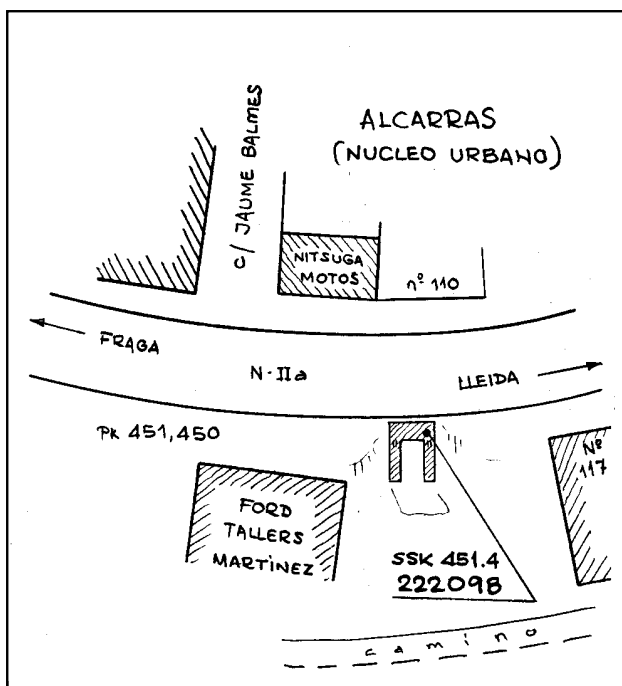 ALCARRAS
(NUCLEO URBANO)
c/ JAUME BALMES
NITSUGA
MOTOS
nº 110
FRAGA
N-IIa
LLEIDA
PK 451,450
Nº
117
FORD
TALLERS
MARTÍNEZ
SSK 451.4
222098
camino